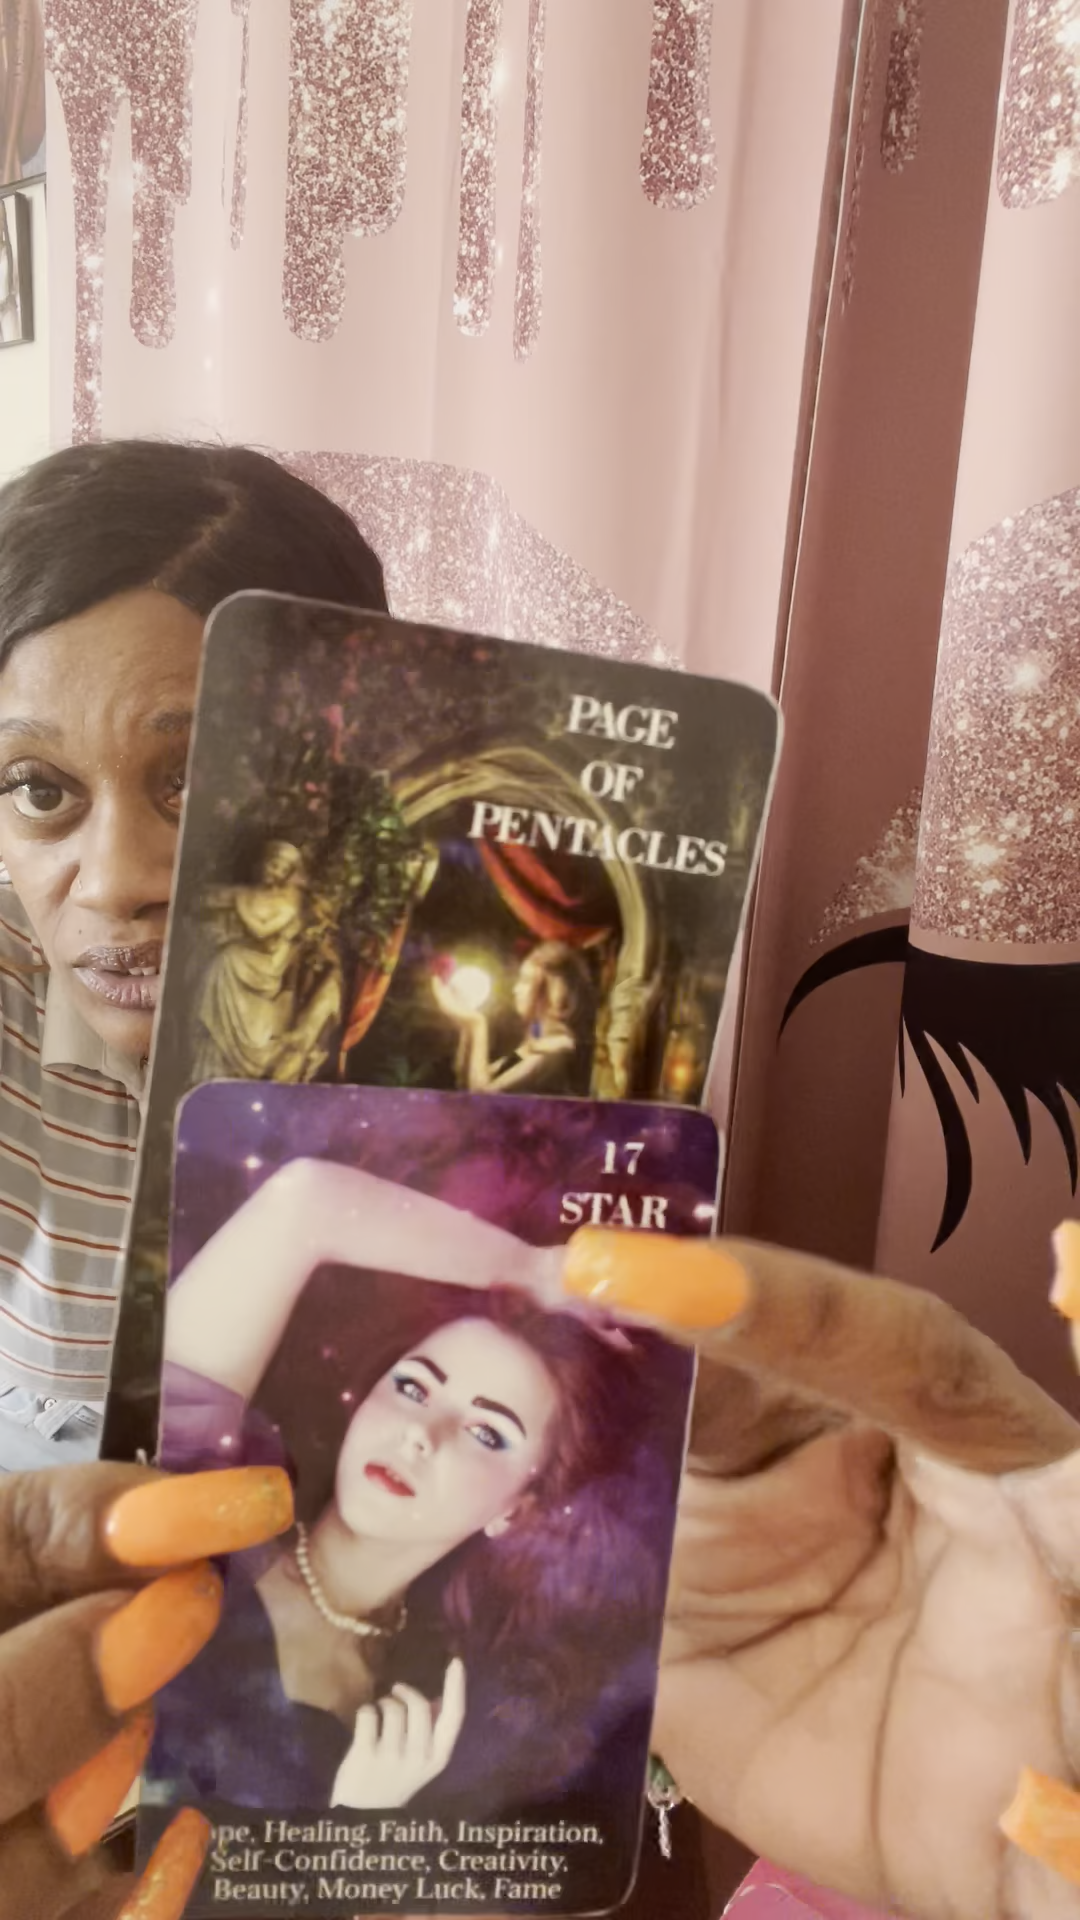 PAGE
OF
PENTACLES
17
STAR
Healing, Faith, Inspiration,
Self-Confidence, Creativity,
Beauty, Money Luck, Fame